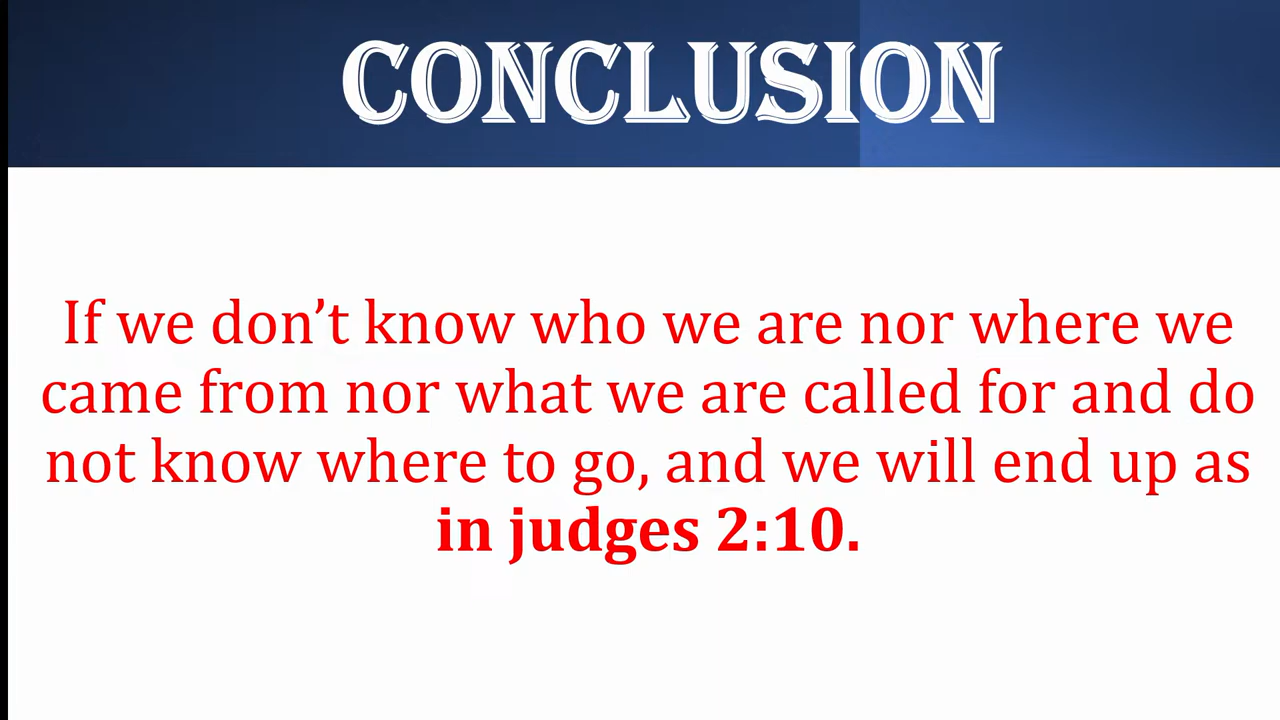 CONCLUSION
If we don’t know who we are nor where we
came from nor what we are called for and do
not know where to go, and we will end up as
in judges 2:10.